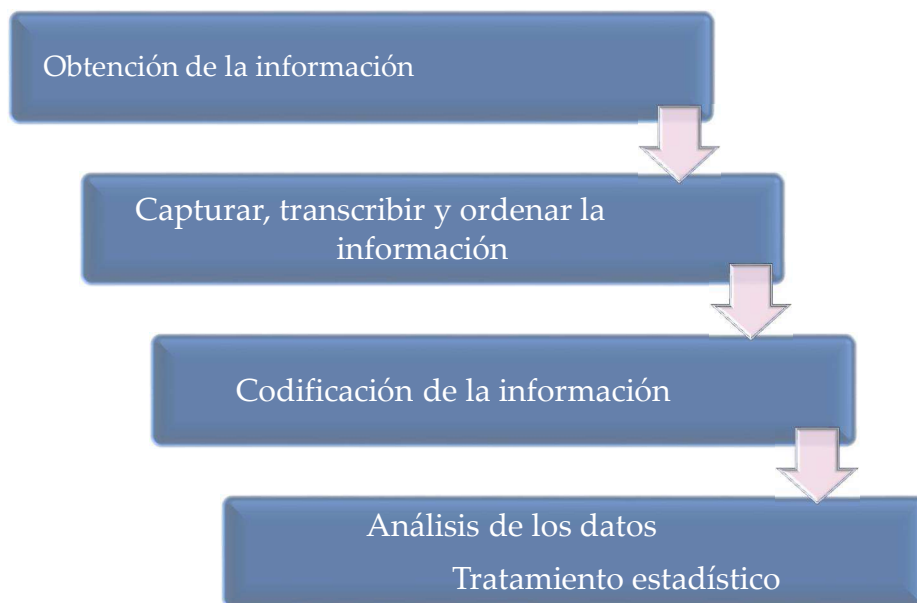 Obtención de la información
Capturar, transcribir y ordenar la
información
Codificación de la información
Análisis de los datos
Tratamiento estadístico